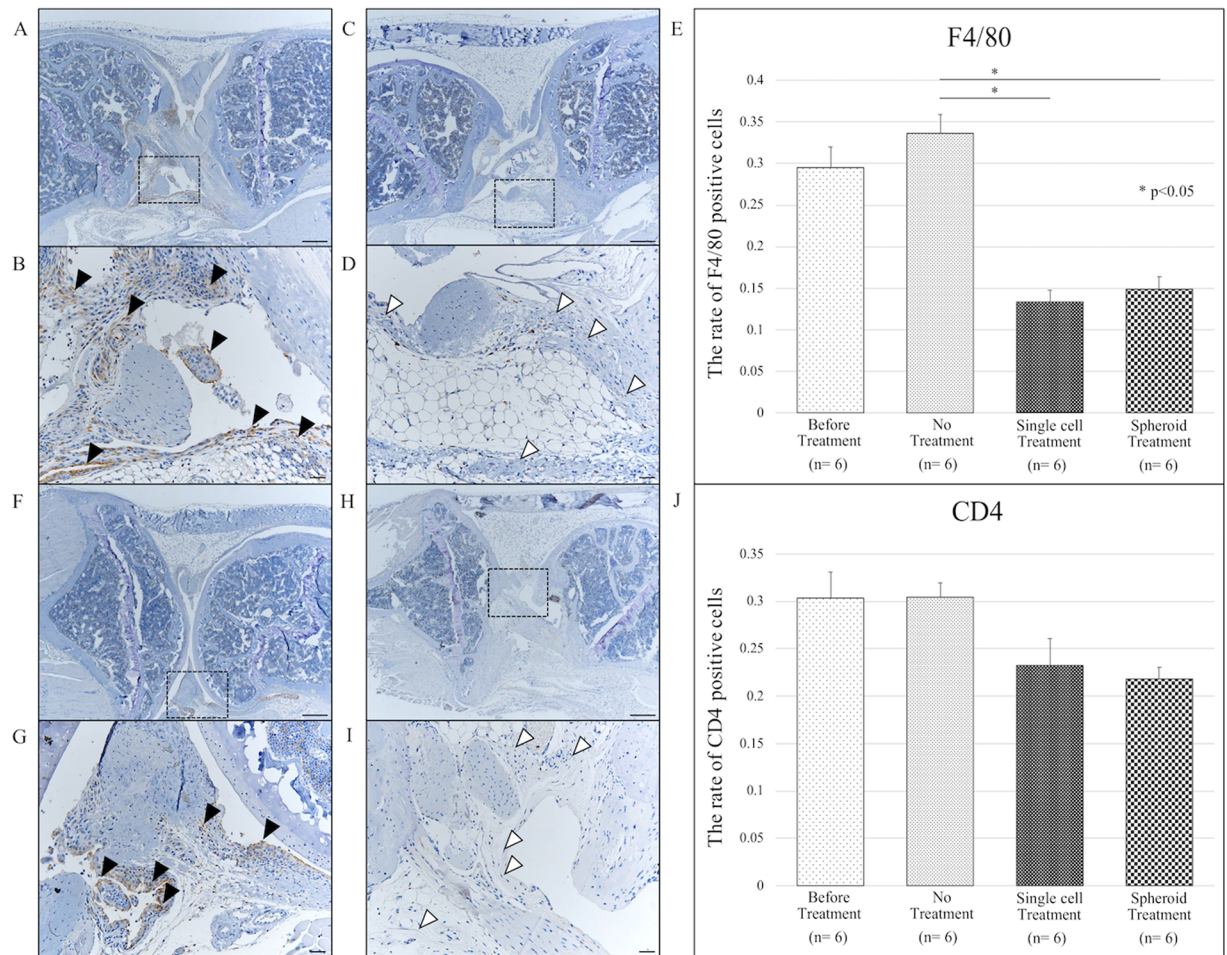 A
C
E
F4/80
The rate of F4/80 positive cells
0.4
0.35
0.3
0.25
0.2
0.15
0.1
0.05
0
*
*
* p<0.05
Before Treatment
No Treatment
Single cell Treatment
Spheroid Treatment
(n= 6)
(n= 6)
(n= 6)
(n= 6)
B
D
F
H
J
CD4
The rate of CD4 positive cells
0.35
0.3
0.25
0.2
0.15
0.1
0.05
0
Before Treatment
No Treatment
Single cell Treatment
Spheroid Treatment
(n= 6)
(n= 6)
(n= 6)
(n= 6)
G
I